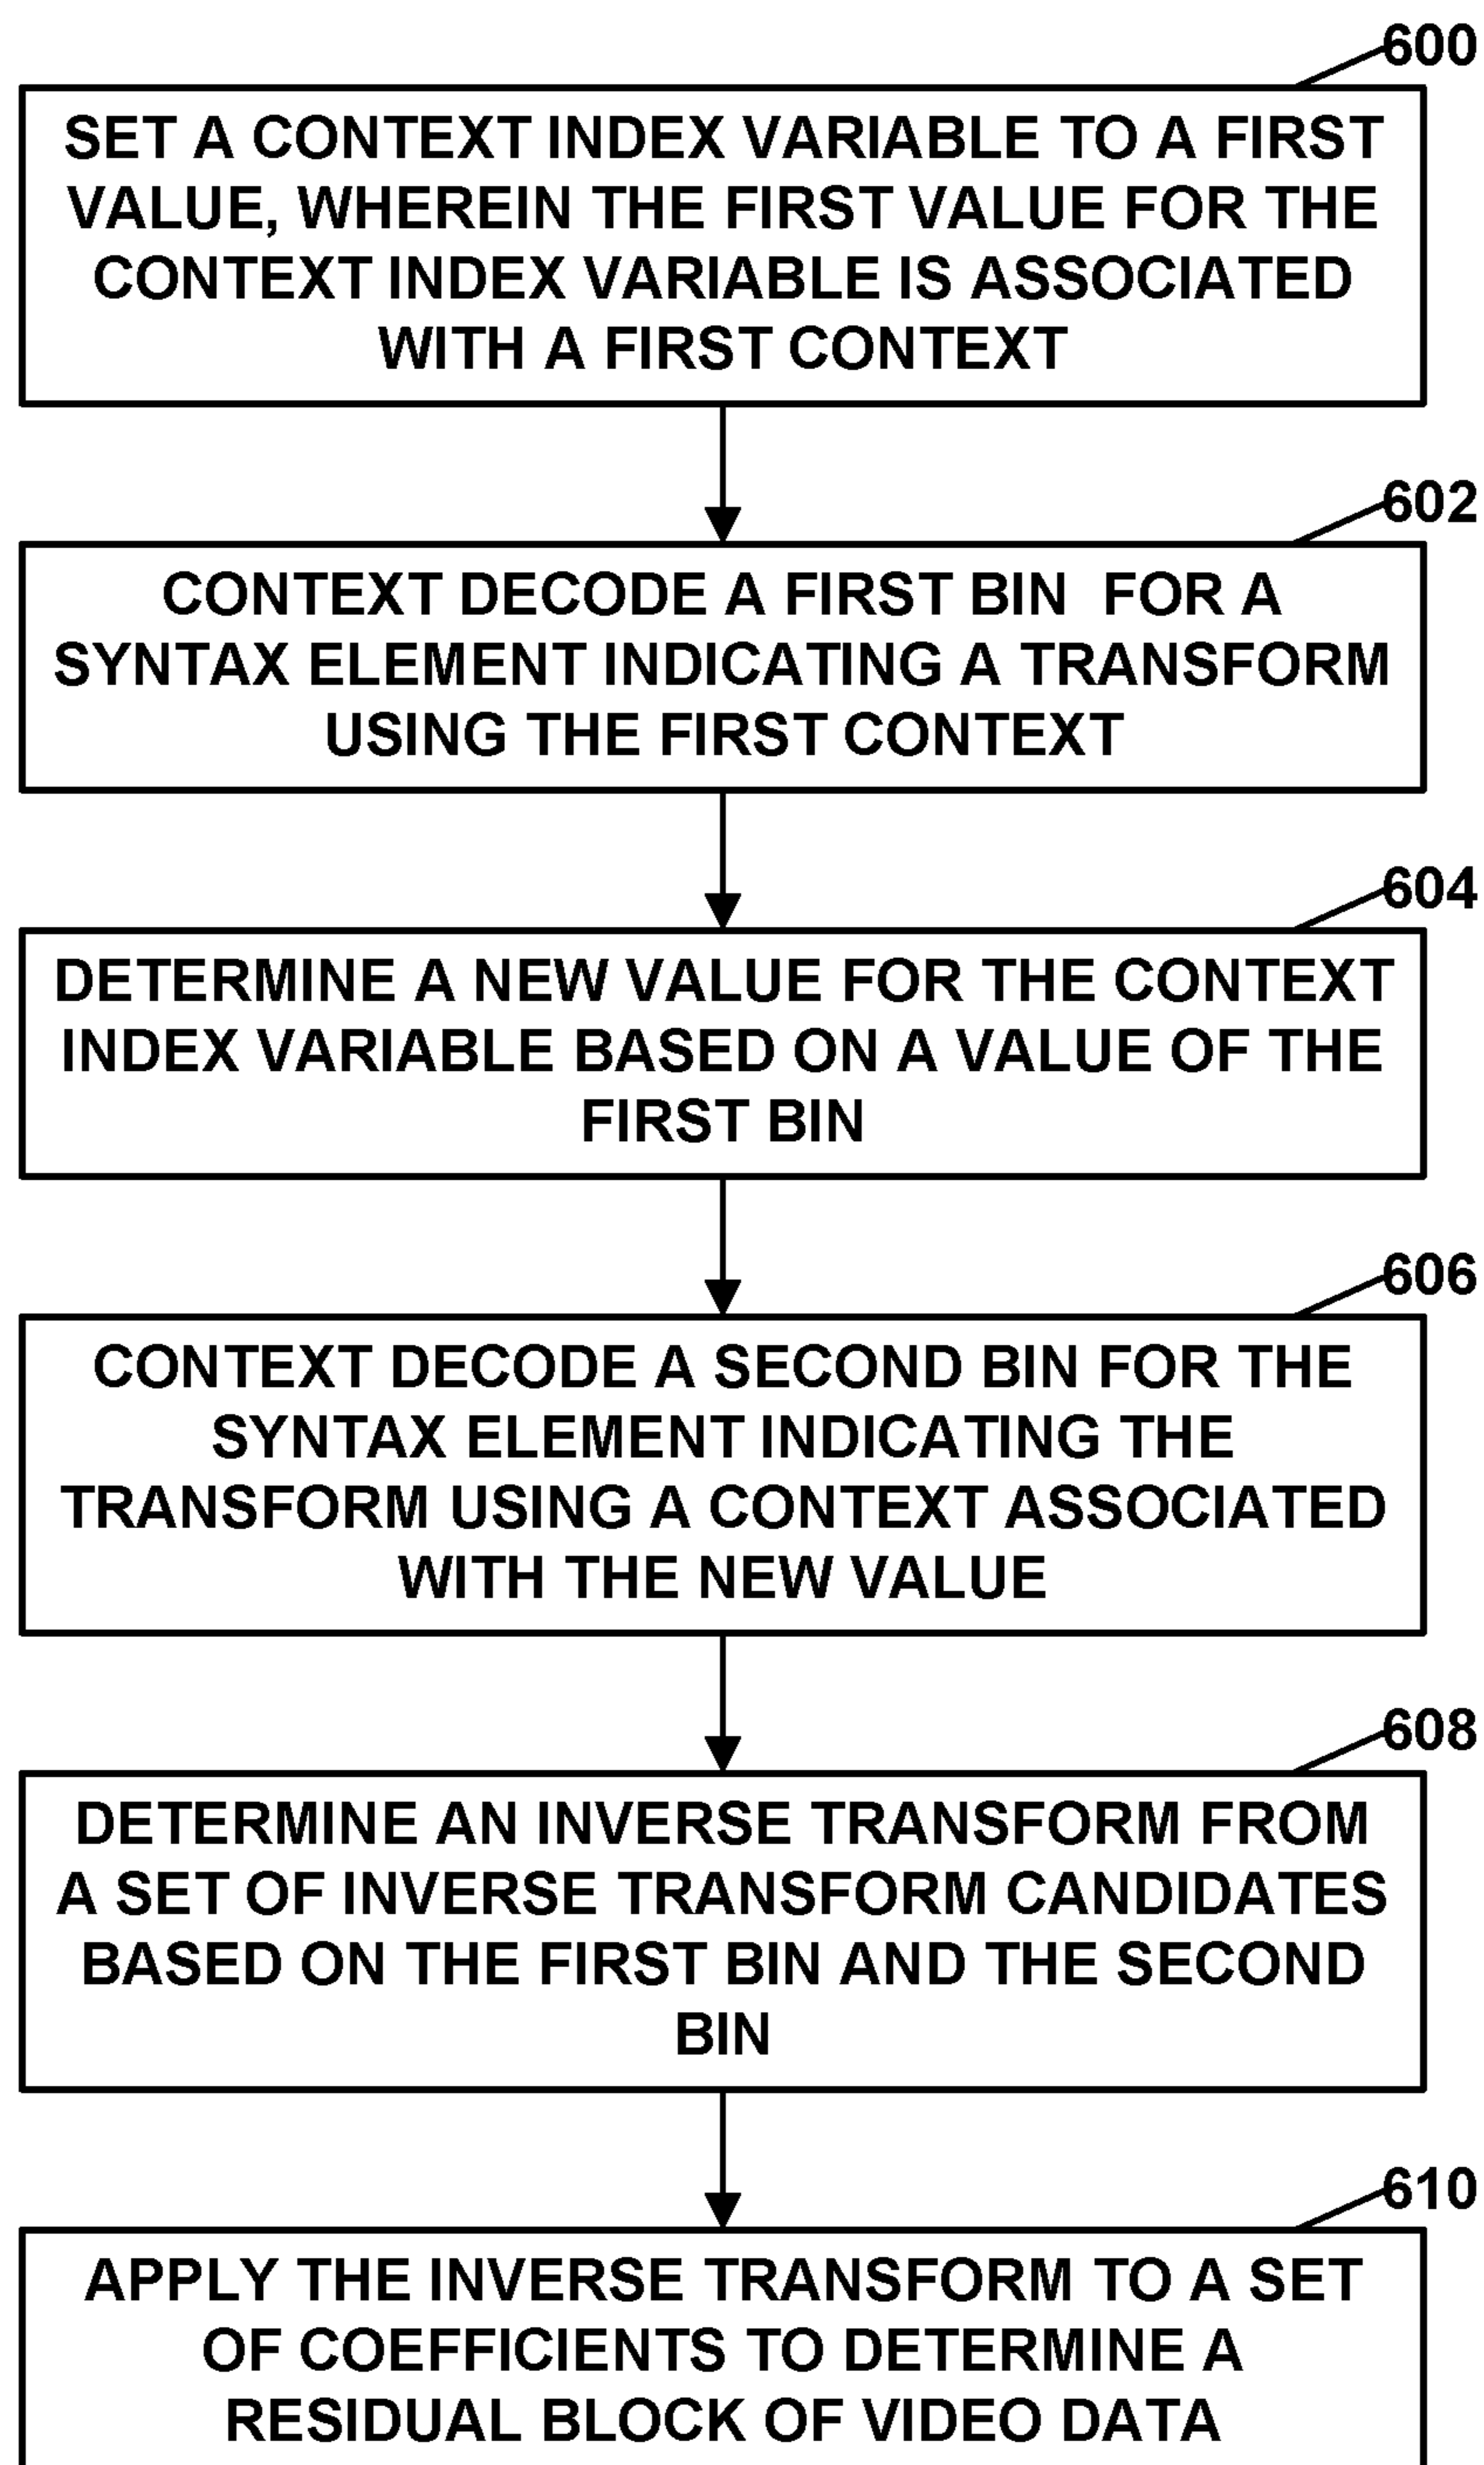 600
SET A CONTEXT INDEX VARIABLE TO A FIRST
VALUE, WHEREIN THE FIRST VALUE FOR THE
CONTEXT INDEX VARIABLE IS ASSOCIATED
WITH A FIRST CONTEXT
602
CONTEXT DECODE A FIRST BIN FOR A
SYNTAX ELEMENT INDICATING A TRANSFORM
USING THE FIRST CONTEXT
604
DETERMINE A NEW VALUE FOR THE CONTEXT
INDEX VARIABLE BASED ON A VALUE OF THE
FIRST BIN
606
CONTEXT DECODE A SECOND BIN FOR THE
SYNTAX ELEMENT INDICATING THE
TRANSFORM USING A CONTEXT ASSOCIATED
WITH THE NEW VALUE
608
DETERMINE AN INVERSE TRANSFORM FROM
A SET OF INVERSE TRANSFORM CANDIDATES
BASED ON THE FIRST BIN AND THE SECOND
BIN
610
APPLY THE INVERSE TRANSFORM TO A SET
OF COEFFICIENTS TO DETERMINE A
RESIDUAL BLOCK OF VIDEO DATA